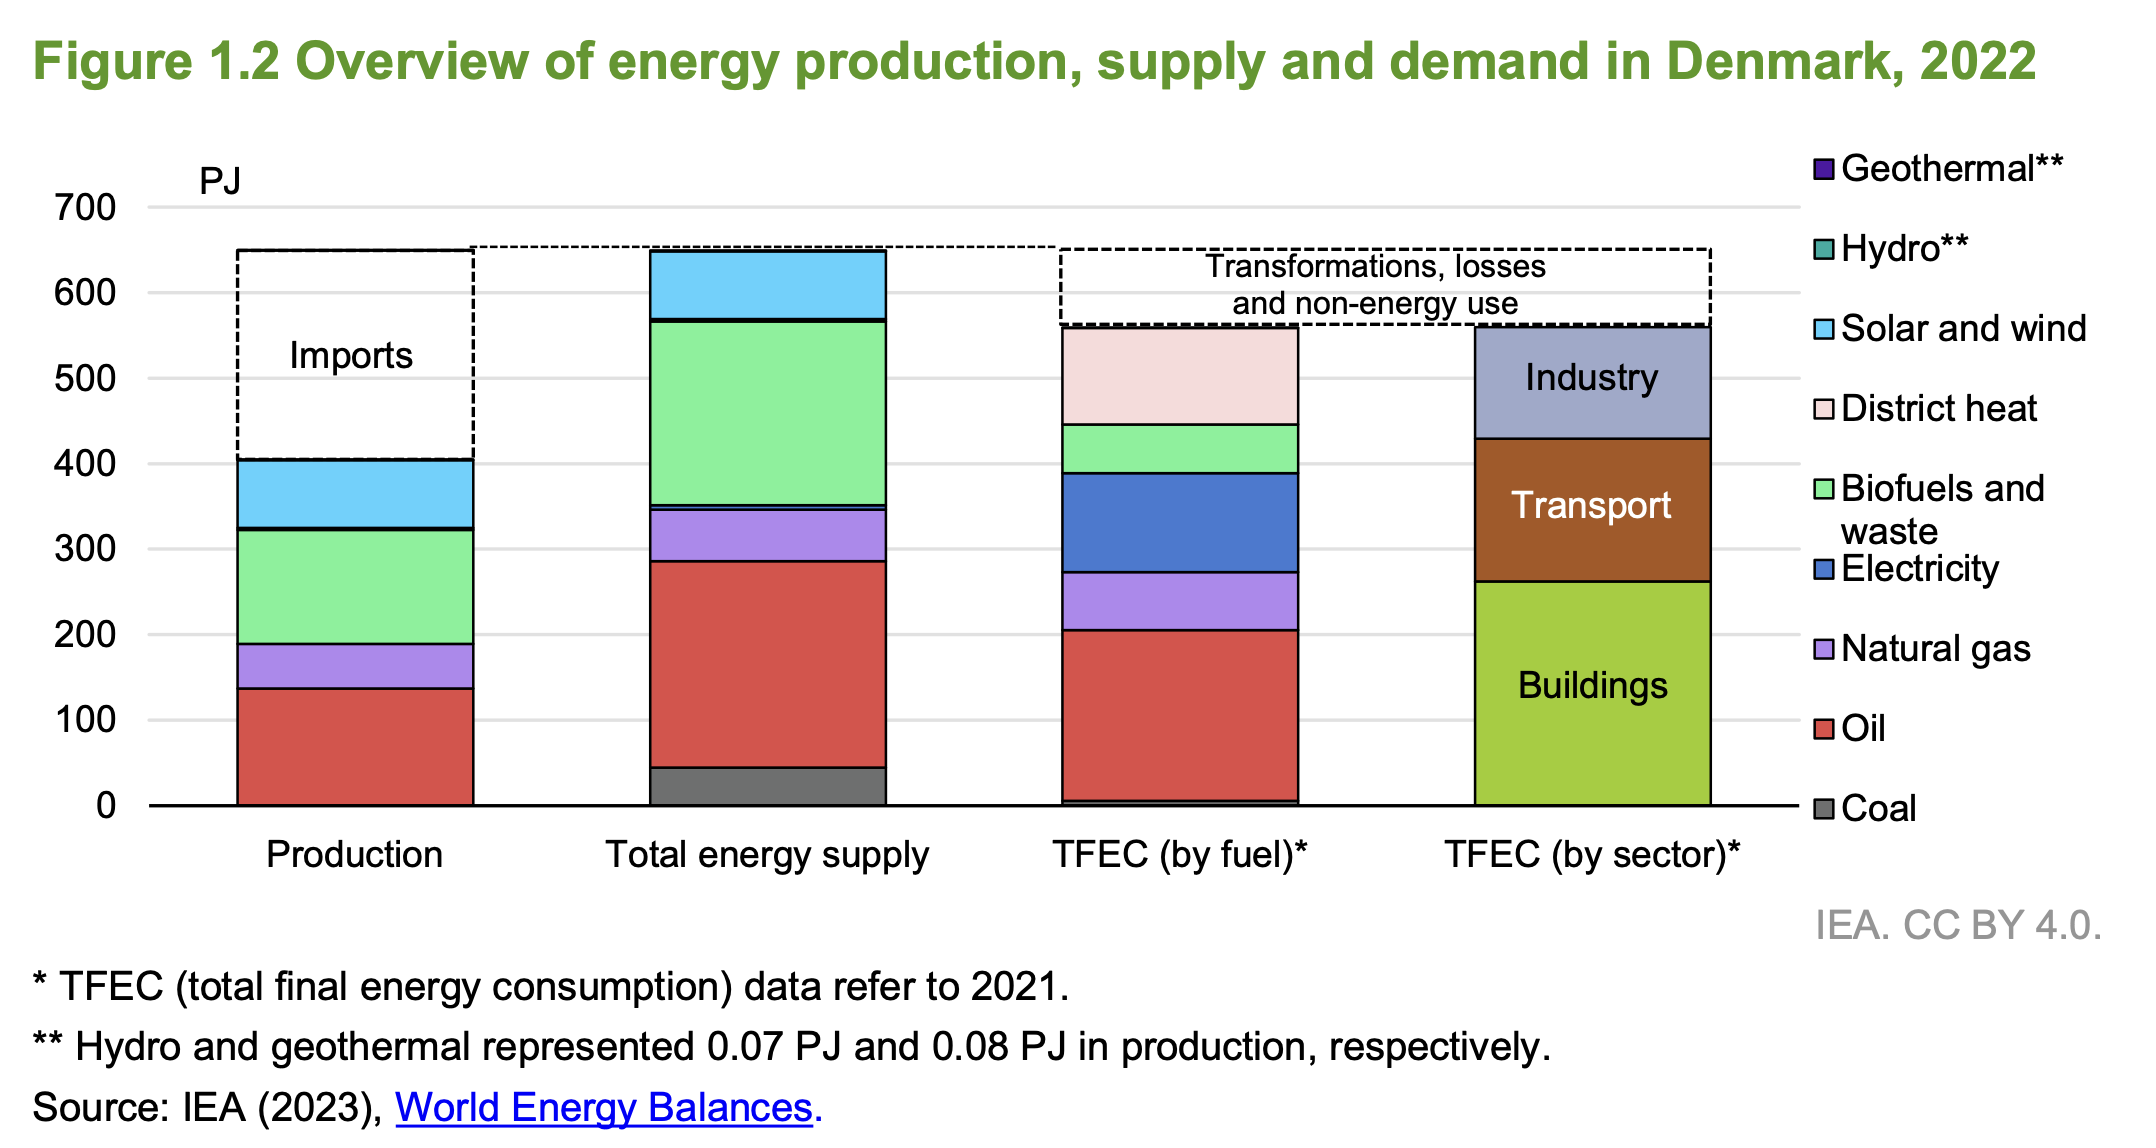 Figure 1.2 Overview of energy production, supply and demand in Denmark, 2022
PJ
700
600
500
400
300
200
100
0
Imports
Transformations, losses
and non-energy use
Industry
Transport
Buildings
Production
Total energy supply
TFEC (by fuel)*
TFEC (by sector)*
Geothermal**
Hydro**
Solar and wind
District heat
Biofuels and
waste
Electricity
Natural gas
Oil
Coal
IEA. CC BY 4.0.
* TFEC (total final energy consumption) data refer to 2021.
** Hydro and geothermal represented 0.07 PJ and 0.08 PJ in production, respectively.
Source: IEA (2023), World Energy Balances.